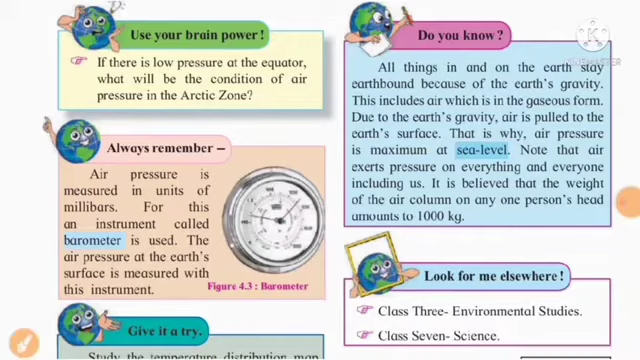 Use your brain power !
If there is low pressure at the equator,
what will be the condition of air
pressure in the Arctic Zone?
Always remember –
Air pressure is
measured in units of
millibars. For this
an instrument called
barometer is used. The
air pressure at the earth's
surface is measured with
this instrument.
Figure 4.3 : Barometer
Give it a try.
Study the temperature distribution map
Do you know?
All things in and on the earth stay
earthbound because of the earth's gravity.
This includes air which is in the gaseous form.
Due to the earth's gravity, air is pulled to the
earth's surface. That is why, air pressure
is maximum at sea-level. Note that air
exerts pressure on everything and everyone
including us. It is believed that the weight
of the air column on any one person's head
amounts to 1000 kg.
Look for me elsewhere !
Class Three- Environmental Studies.
Class Seven- Science.
KINEMASTER